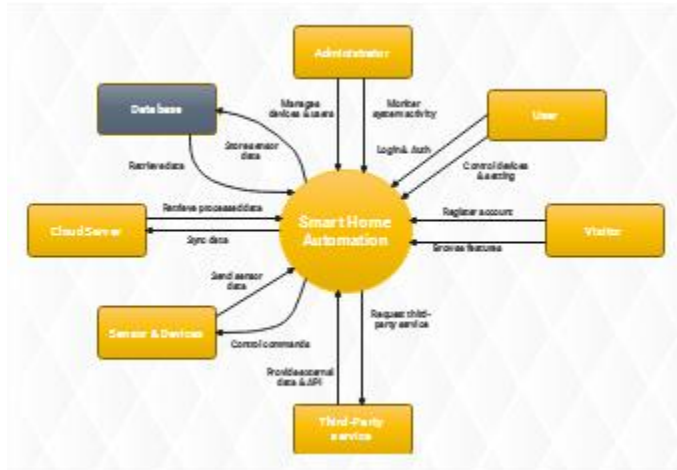 Administrator
Manages
devices & users
Monitor
system activity
Database
User
Store sensor
data
Login & Auth
Retrieve data
Control devices
& setting
Retrieve processed data
Register account
Cloud Server
Smart Home
Automation
Visitor
Sync data
Browse features
Send sensor
data
Request third-
party service
Sensor & Devices
Control commands
Provide external
data & API
Third-Party
service